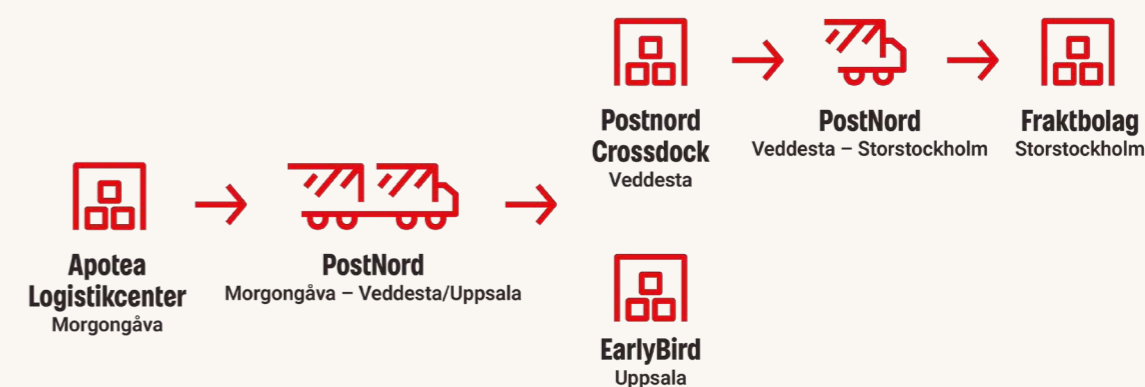 Postnord
Crossdock
Veddesta
PostNord
Veddesta – Storstockholm
Fraktbolag
Storstockholm
Apotea
Logistikcenter
Morgongåva
PostNord
Morgongåva – Veddesta/Uppsala
EarlyBird
Uppsala